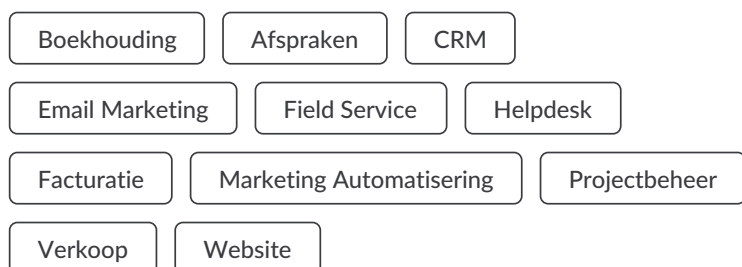 Boekhouding Afspraken CRM
Email Marketing Field Service Helpdesk
Facturatie Marketing Automatisering Projectbeheer
Verkoop Website